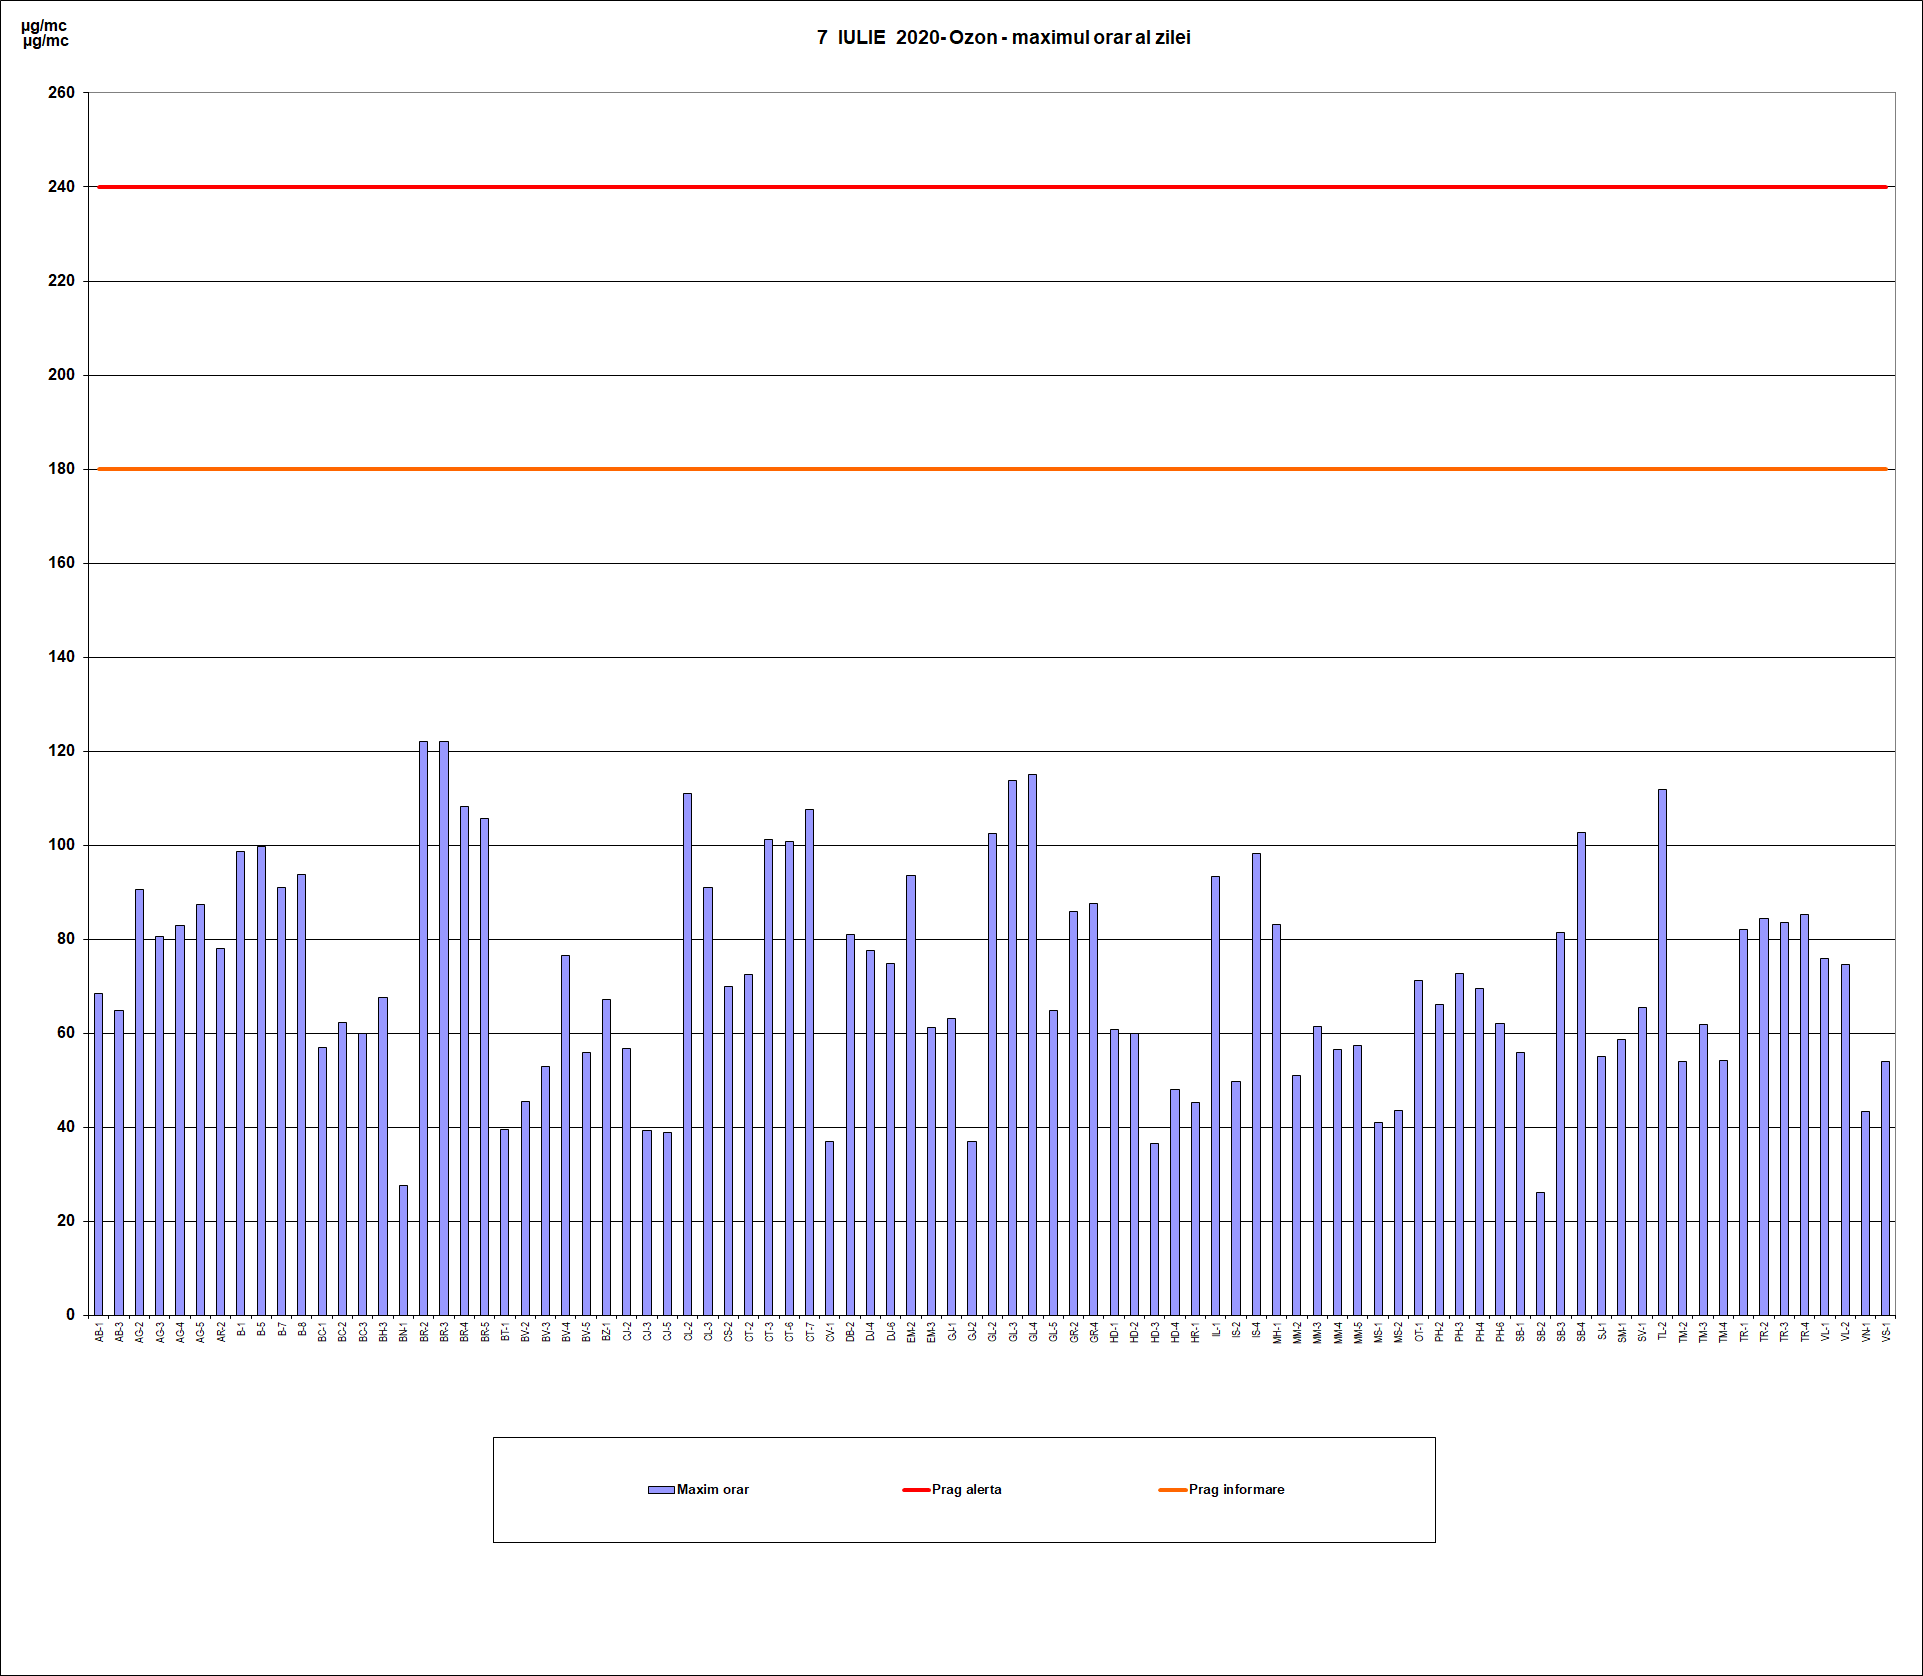 µg/mc
µg/mc
7 IULIE 2020- Ozon - maximul orar al zilei
260
240
220
200
180
160
140
120
100
80
60
40
20
0
AB-1 AB-3 AG-2 AG-3 AG-4 AG-5 AR-2 B-1 B-5 B-7 B-8 BC-1 BC-2 BC-3 BH-3 BN-1 BR-2 BR-3 BR-4 BR-5 BT-1 BV-2 BV-3 BV-4 BV-5 BZ-1 CJ-2 CJ-3 CJ-5 CL-2 CL-3 CS-2 CT-2 CT-3 CT-6 CT-7 CV-1 DB-2 DJ-4 DJ-6 EM-2 EM-3 GJ-1 GJ-2 GL-2 GL-3 GL-4 GL-5 GR-2 GR-4 HD-1 HD-2 HD-3 HD-4 HR-1 IL-1 IS-2 IS-4 MH-1 MM-2 MM-3 MM-4 MM-5 MS-1 MS-2 OT-1 PH-2 PH-3 PH-4 PH-6 SB-1 SB-2 SB-3 SB-4 SJ-1 SM-1 SV-1 TL-2 TM-2 TM-3 TM-4 TR-1 TR-2 TR-3 TR-4 VL-1 VL-2 VN-1 VS-1
Maxim orar Prag alerta Prag informare